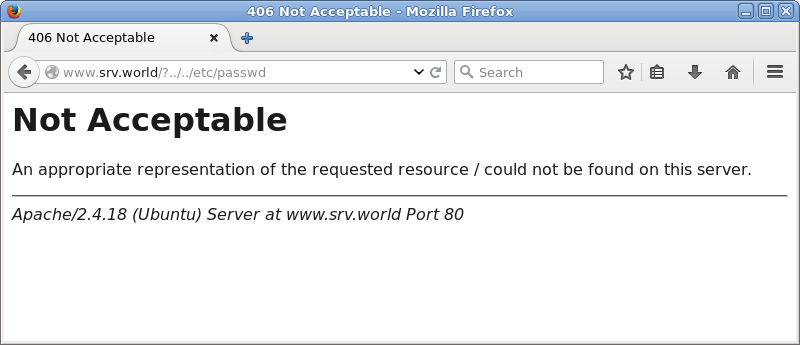 406 Not Acceptable - Mozilla Firefox
406 Not Acceptable
www.srv.world/?../../etc/passwd
Search
Not Acceptable
An appropriate representation of the requested resource / could not be found on this server.
Apache/2.4.18 (Ubuntu) Server at www.srv.world Port 80